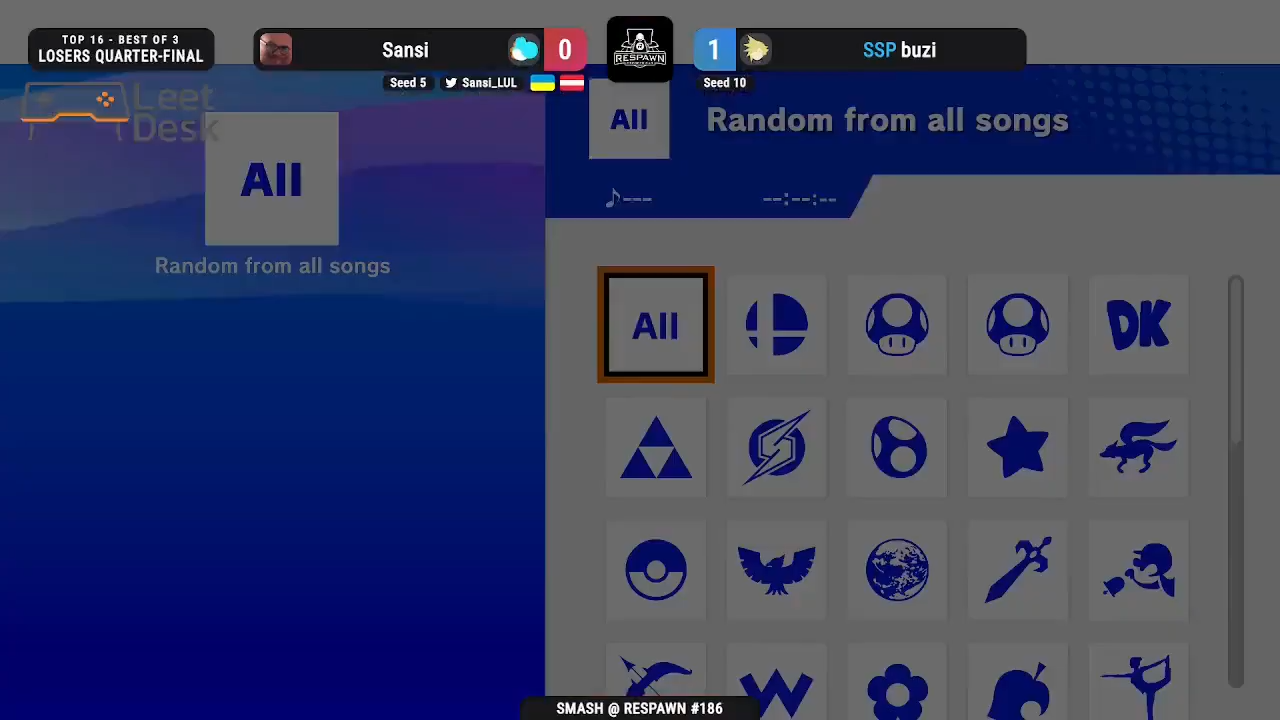 TOP 16 - BEST OF 3
LOSERS QUARTER-FINAL
Sansi
0
RESPAWN
1
SSP buzi
Seed 5
Sansi_LUL
Seed 10
Leet
Desk
All
Random from all songs
All
Random from all songs
♪---
--:--:--
All
DK
SMASH @ RESPAWN #186